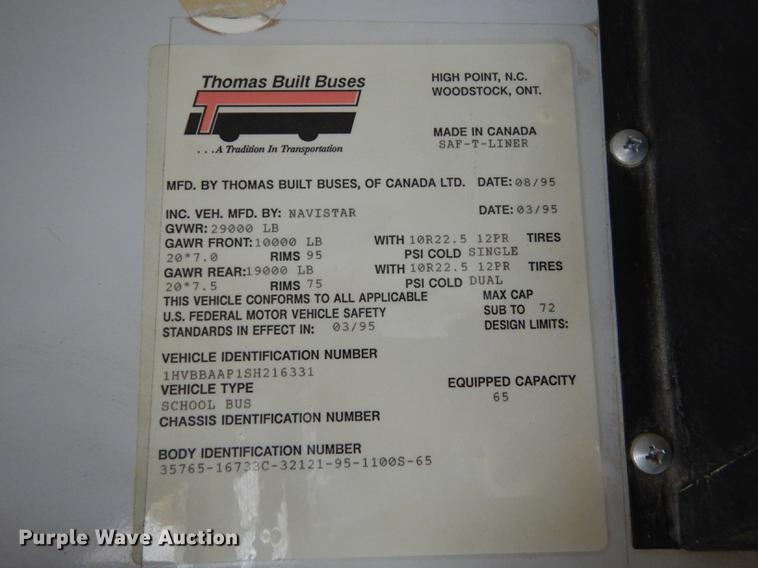 Thomas Built Buses
HIGH POINT, N.C.
WOODSTOCK, ONT.
T
. . . A Tradition In Transportation
MADE IN CANADA
SAF-T-LINER
MFD. BY THOMAS BUILT BUSES, OF CANADA LTD. DATE: 08/95
INC. VEH. MFD. BY: NAVISTAR DATE: 03/95
GVWR: 29000 LB
GAWR FRONT: 10000 LB WITH 10R22.5 12PR TIRES
20*7.0 RIMS 95 PSI COLD SINGLE
GAWR REAR: 19000 LB WITH 10R22.5 12PR TIRES
20*7.5 RIMS 75 PSI COLD DUAL
THIS VEHICLE CONFORMS TO ALL APPLICABLE MAX CAP
U.S. FEDERAL MOTOR VEHICLE SAFETY SUB TO 72
STANDARDS IN EFFECT IN: 03/95 DESIGN LIMITS:
VEHICLE IDENTIFICATION NUMBER
1HVBBAAP1SH216331
VEHICLE TYPE EQUIPPED CAPACITY
SCHOOL BUS 65
CHASSIS IDENTIFICATION NUMBER
BODY IDENTIFICATION NUMBER
35765-16733C-32121-95-1100S-65
Purple Wave Auction